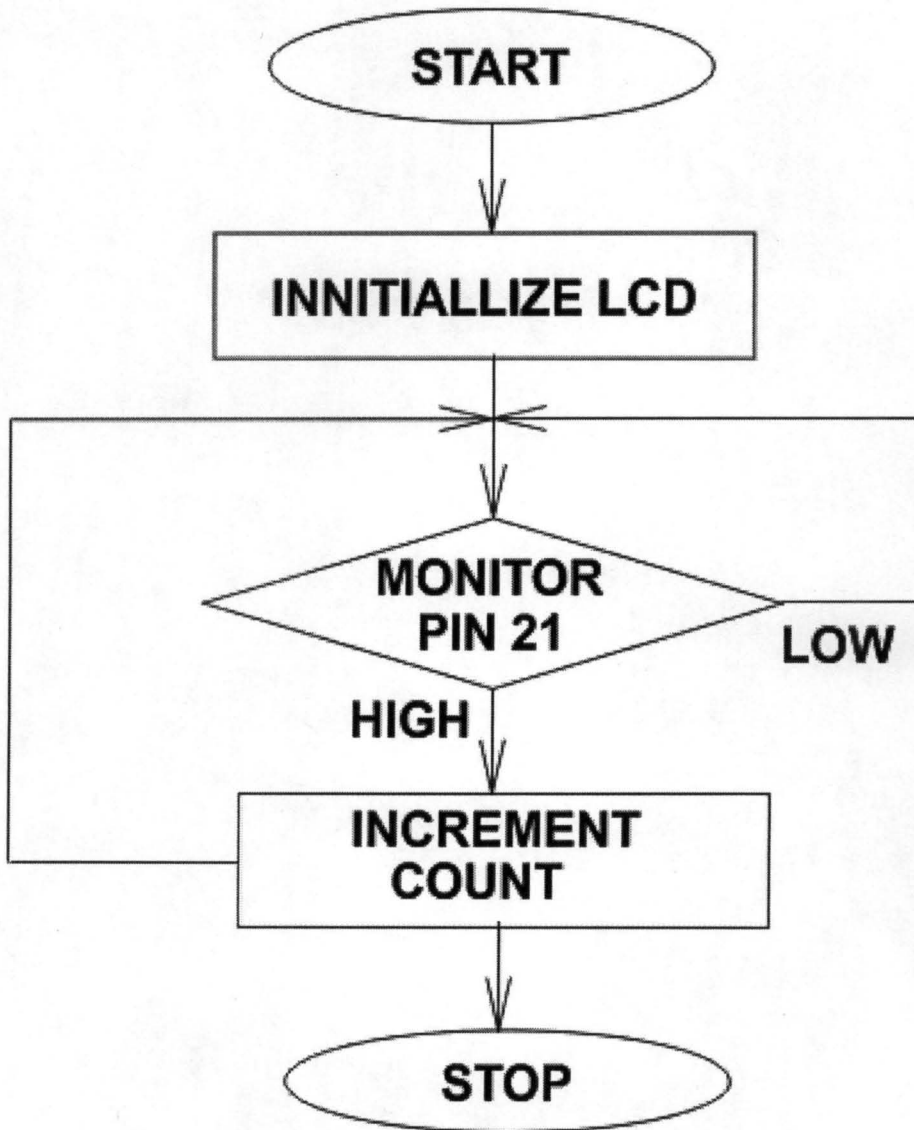 START
INNITIALLIZE LCD
MONITOR
PIN 21
LOW
HIGH
INCREMENT
COUNT
STOP